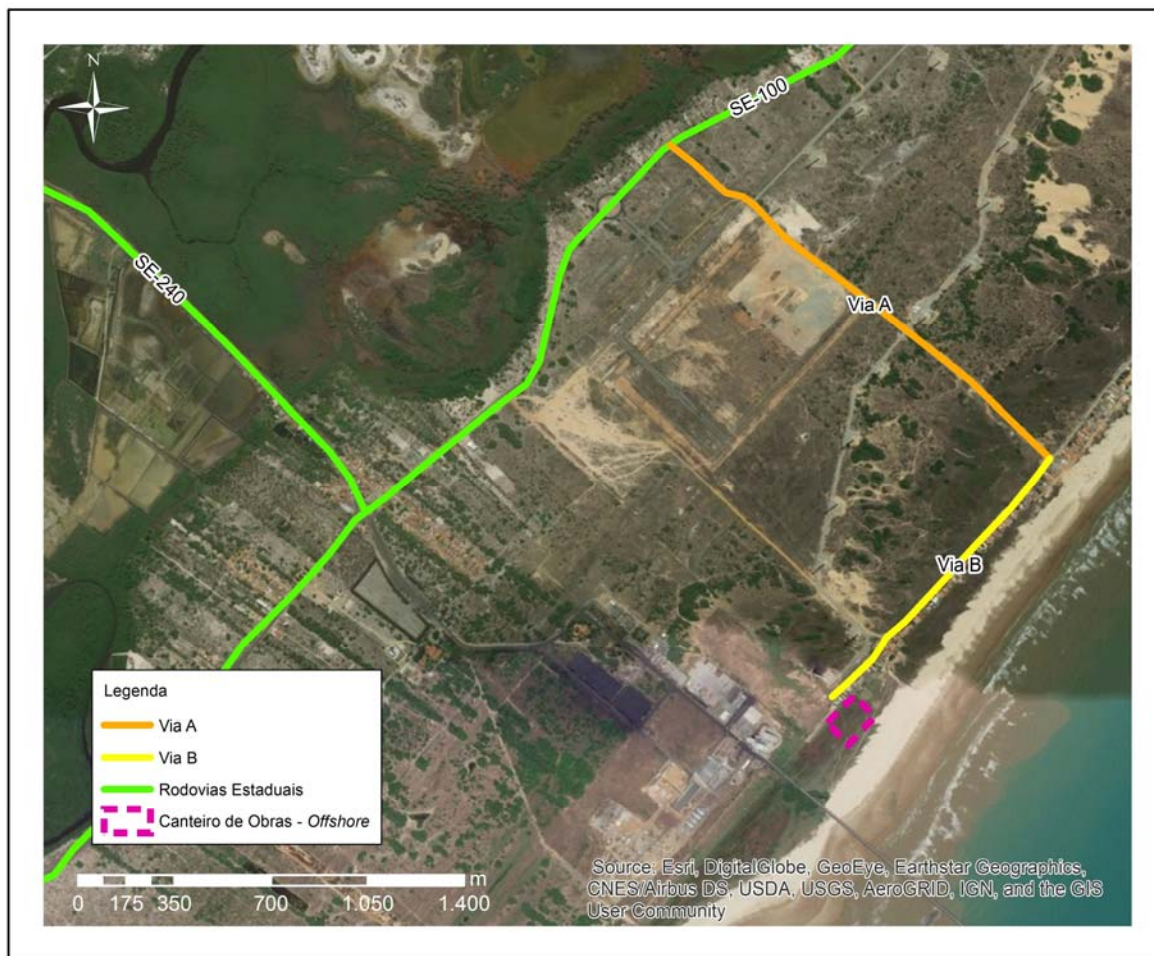 N
SE-100
SE-240
Via A
Via B
Legenda
Via A
Via B
Rodovias Estaduais
Canteiro de Obras - Offshore
m
0 175 350 700 1.050 1.400
Source: Esri, DigitalGlobe, GeoEye, Earthstar Geographics,
CNES/Airbus DS, USDA, USGS, AeroGRID, IGN, and the GIS
User Community